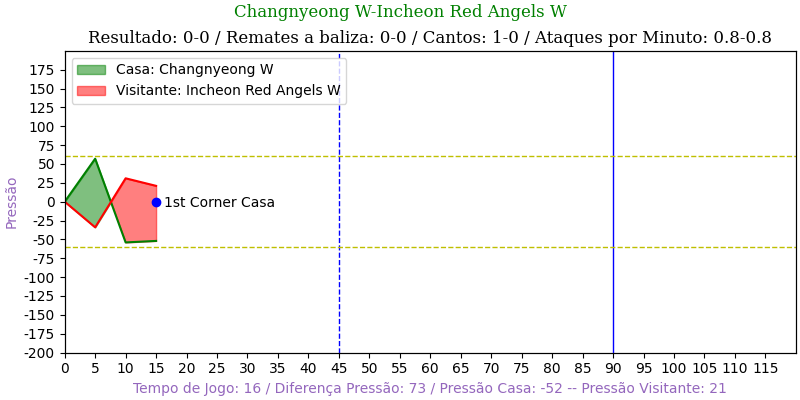 Changnyeong W-Incheon Red Angels W
Resultado: 0-0 / Remates a baliza: 0-0 / Cantos: 1-0 / Ataques por Minuto: 0.8-0.8
Casa: Changnyeong W
Visitante: Incheon Red Angels W
Pressão
175
150
125
100
75
50
25
0
-25
-50
-75
-100
-125
-150
-175
-200
1st Corner Casa
0 5 10 15 20 25 30 35 40 45 50 55 60 65 70 75 80 85 90 95 100 105 110 115
Tempo de Jogo: 16 / Diferença Pressão: 73 / Pressão Casa: -52 -- Pressão Visitante: 21